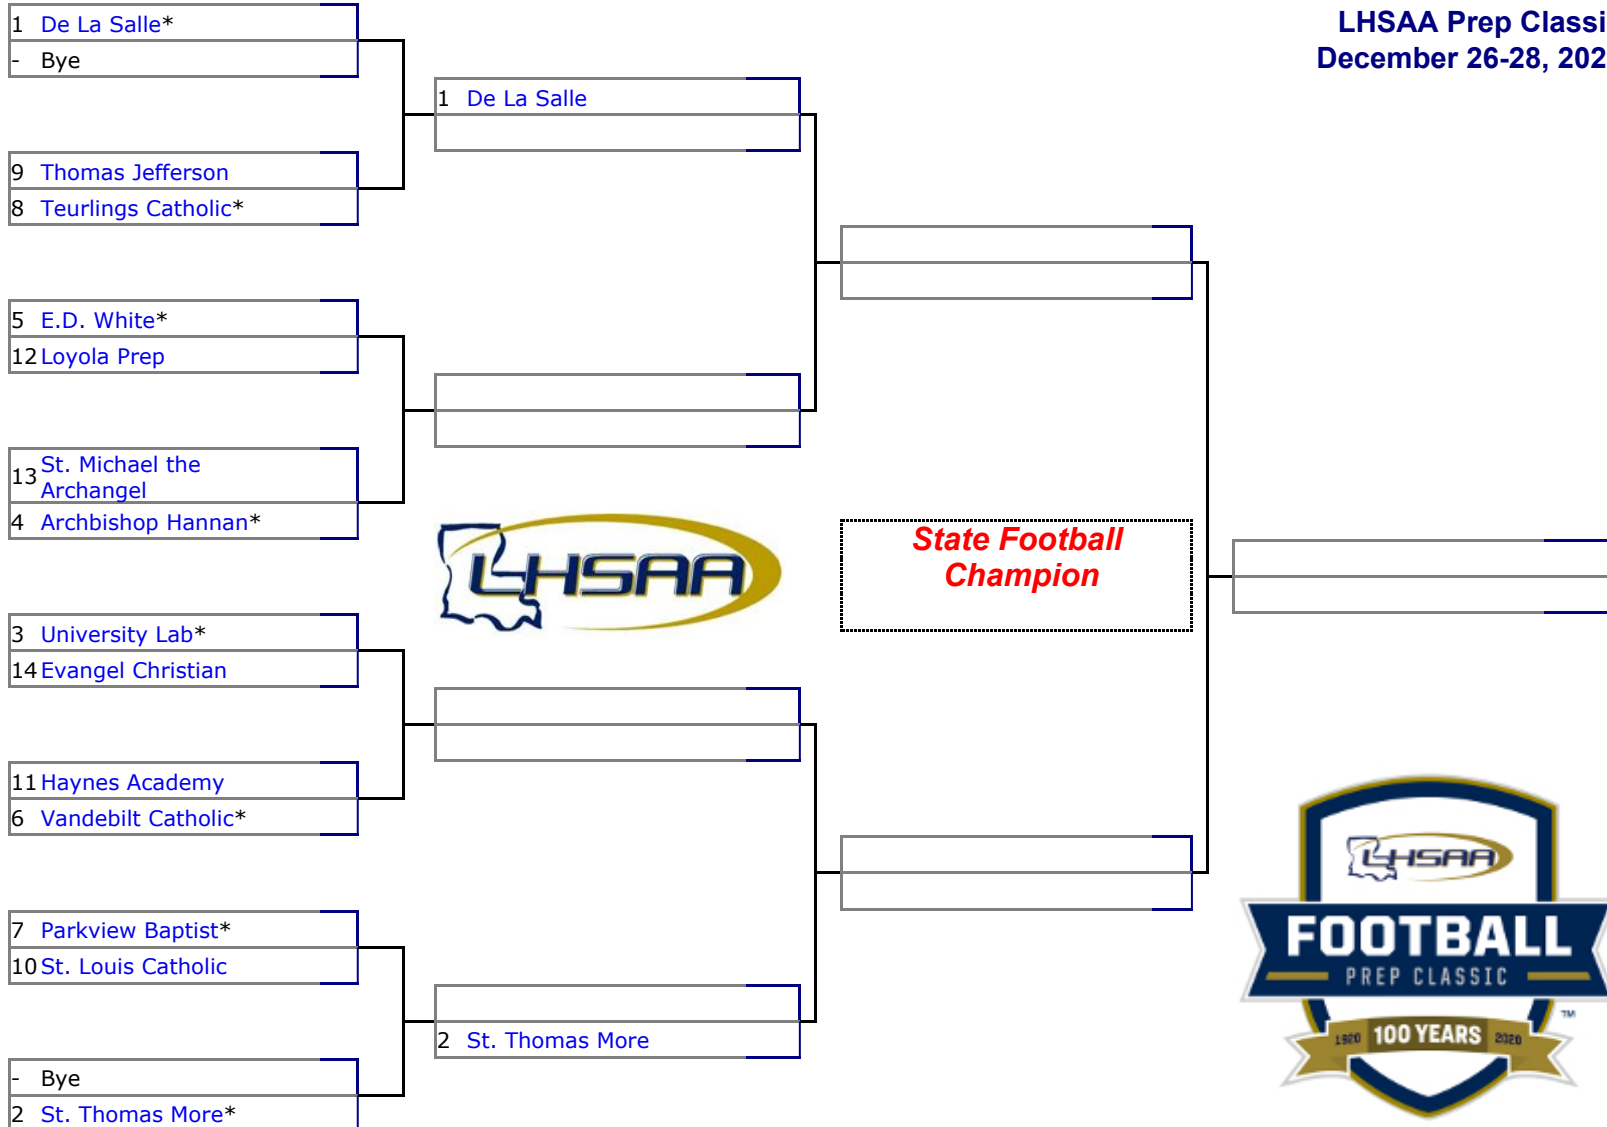 LHSAA Prep Classi
December 26-28, 202
1 De La Salle*
- Bye
1 De La Salle
9 Thomas Jefferson
8 Teurlings Catholic*
5 E.D. White*
12 Loyola Prep
13 St. Michael the
Archangel
4 Archbishop Hannan*
LHSAA
State Football
Champion
3 University Lab*
14 Evangel Christian
11 Haynes Academy
6 Vandebilt Catholic*
7 Parkview Baptist*
10 St. Louis Catholic
2 St. Thomas More
- Bye
2 St. Thomas More*
LHSAA
FOOTBALL
PREP CLASSIC
TM
1920 100 YEARS 2020